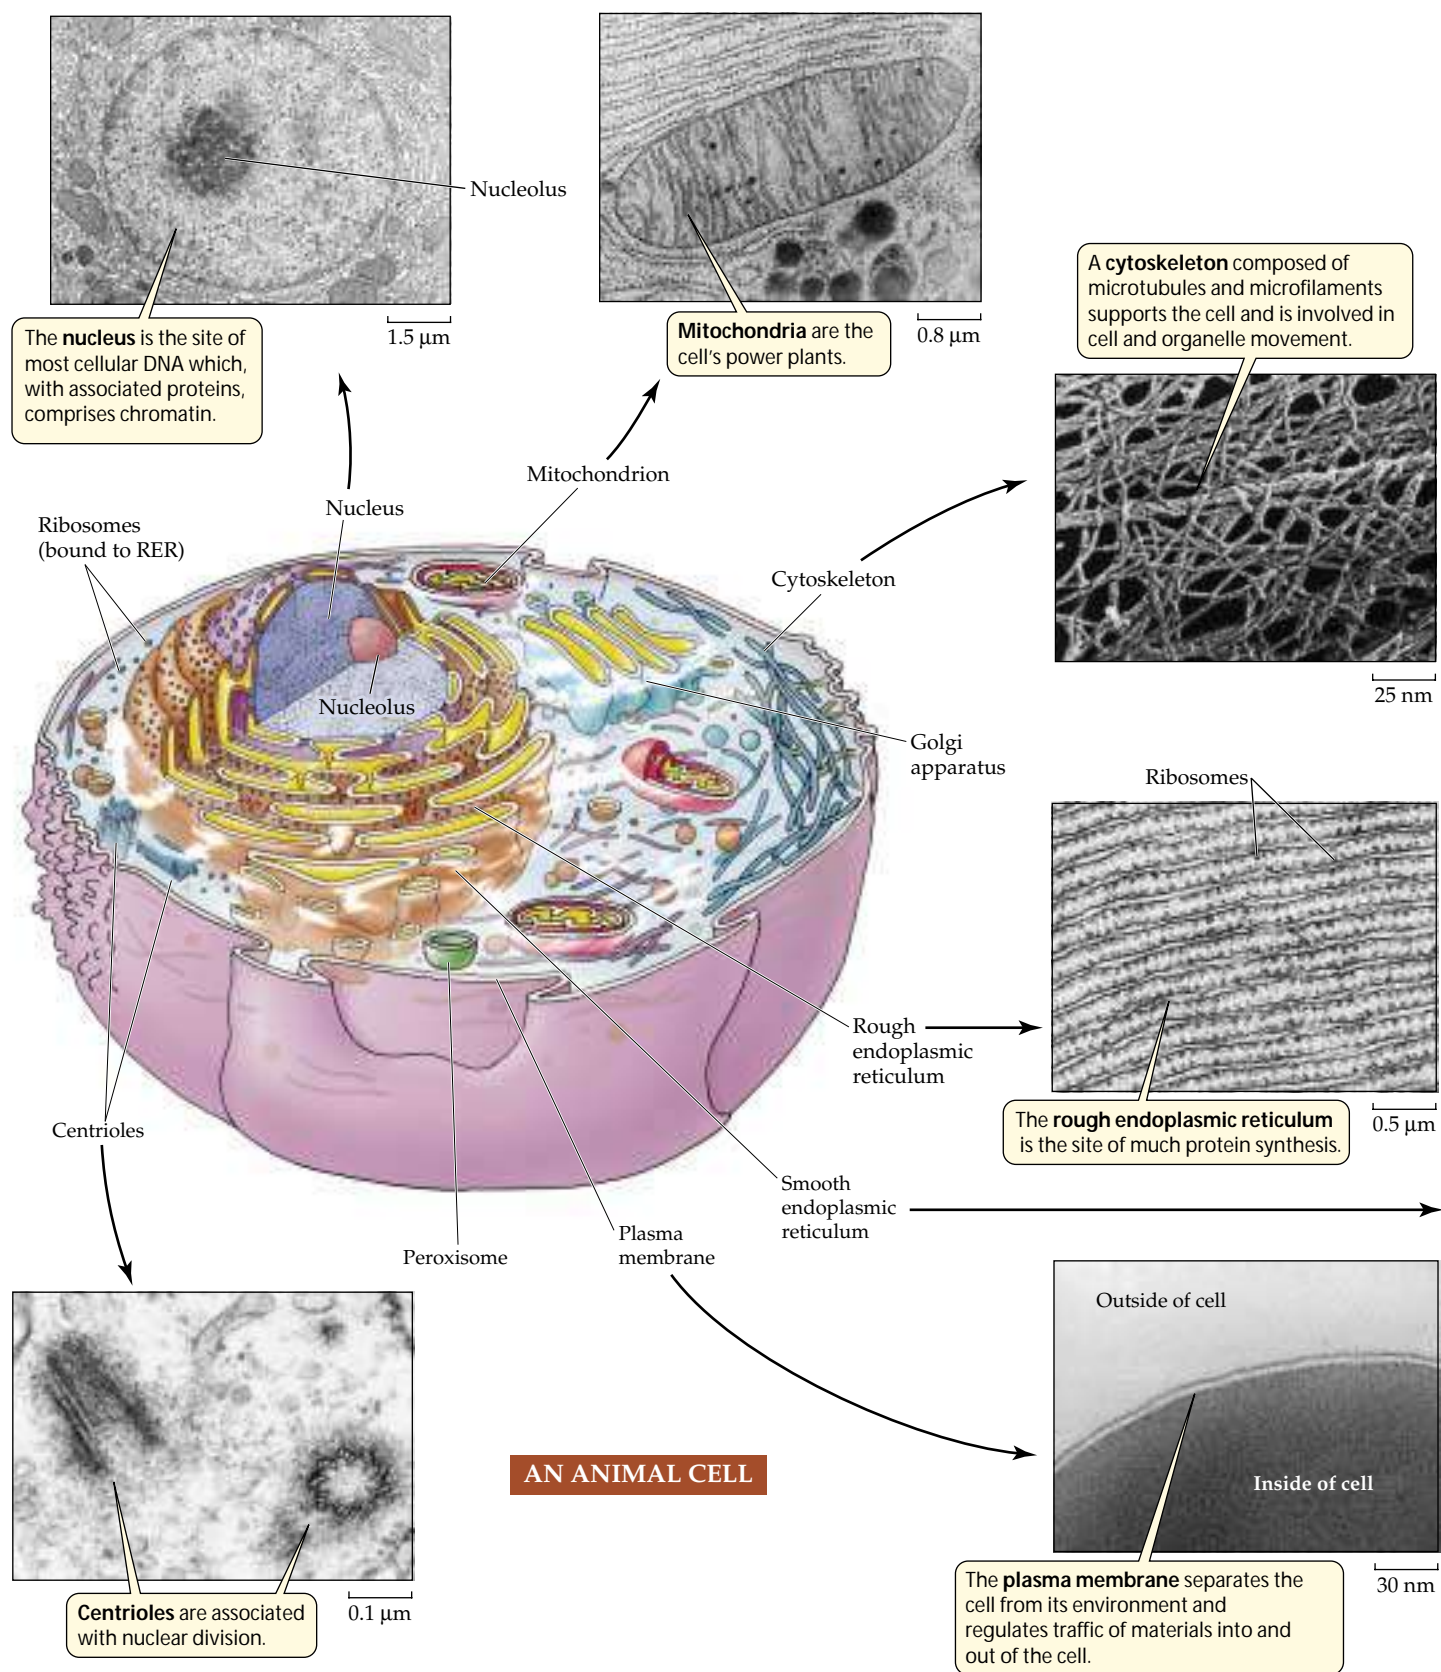 Nucleolus
1.5 µm
The nucleus is the site of
most cellular DNA which,
with associated proteins,
comprises chromatin.
0.8 µm
Mitochondria are the
cell's power plants.
A cytoskeleton composed of
microtubules and microfilaments
supports the cell and is involved in
cell and organelle movement.
25 nm
Mitochondrion
Nucleus
Ribosomes
(bound to RER)
Cytoskeleton
Nucleolus
Golgi
apparatus
Ribosomes
Rough
endoplasmic
reticulum
The rough endoplasmic reticulum
is the site of much protein synthesis.
0.5 µm
Centrioles
Smooth
endoplasmic
reticulum
Peroxisome
Plasma
membrane
Outside of cell
Inside of cell
AN ANIMAL CELL
30 nm
The plasma membrane separates the
cell from its environment and
regulates traffic of materials into and
out of the cell.
0.1 µm
Centrioles are associated
with nuclear division.